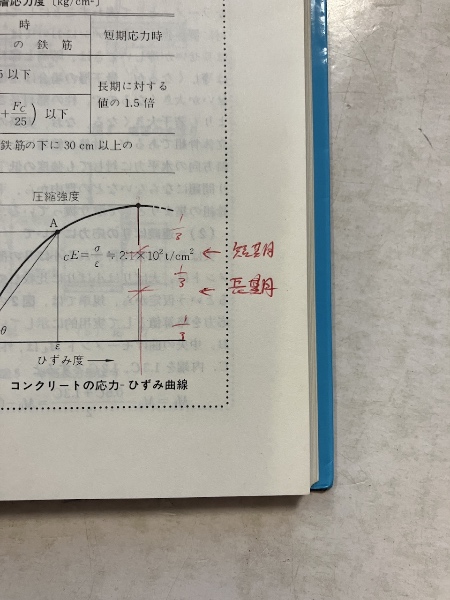 応力度〔kg/cm²〕
時
の 鉄 筋
短期応力時
5 以下
長期に対する
値の 1.5 倍
+ Fc/25) 以下
鉄筋の下に 30 cm 以上の
圧縮強度
A
1/3
cE= σ/ε ≒ 2.1×10² t/cm²
← 短期
1/3
← 長期
1/3
θ
ε
ひずみ度 →
コンクリートの応力-ひずみ曲線